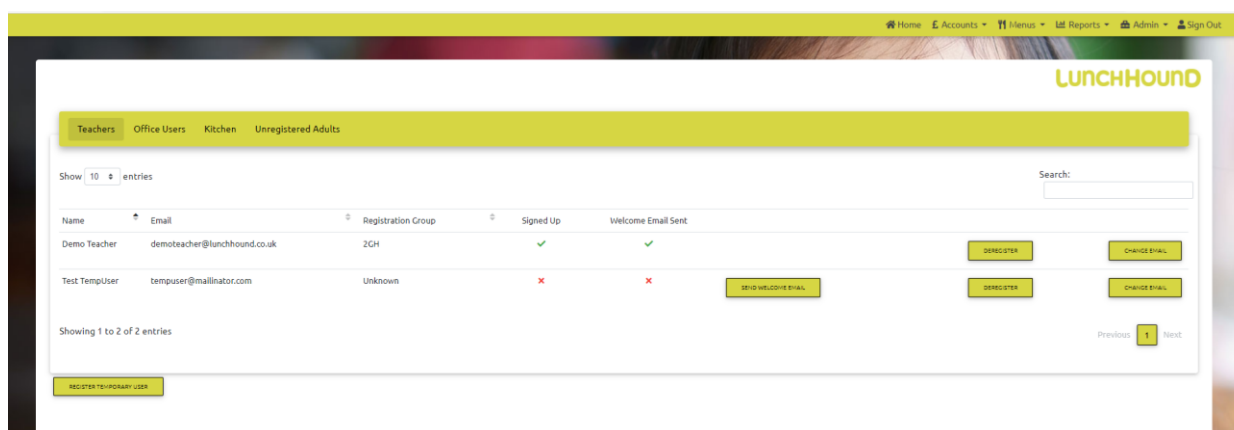 Home £ Accounts Menus Reports Admin Sign Out
LUNCHHOUND
Teachers Office Users Kitchen Unregistered Adults
Show 10 entries
Search:
Name Email Registration Group Signed Up Welcome Email Sent
Demo Teacher demoteacher@lunchhound.co.uk 2GH DEREGISTER CHANGE EMAIL
Test TempUser tempuser@mailinator.com Unknown SEND WELCOME EMAIL DEREGISTER CHANGE EMAIL
Showing 1 to 2 of 2 entries
Previous 1 Next
REGISTER TEMPORARY USER